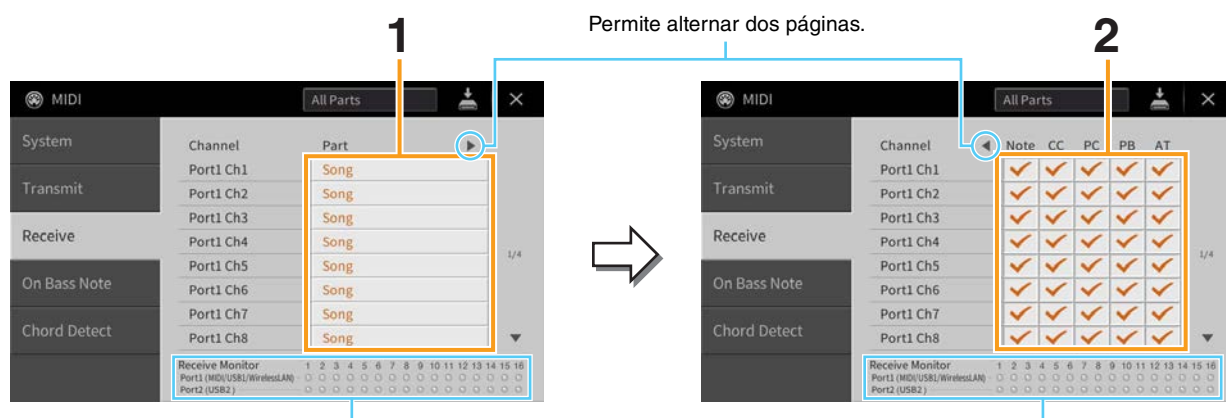 Permite alternar dos páginas.
1
2
MIDI
All Parts
System
Transmit
Receive
On Bass Note
Chord Detect
Channel Part
Port1 Ch1 Song
Port1 Ch2 Song
Port1 Ch3 Song
Port1 Ch4 Song
Port1 Ch5 Song
Port1 Ch6 Song
Port1 Ch7 Song
Port1 Ch8 Song
1/4
Receive Monitor 1 2 3 4 5 6 7 8 9 10 11 12 13 14 15 16
Port1 (MIDI/USB1/WirelessLAN)
Port2 (USB2)
MIDI
All Parts
System
Transmit
Receive
On Bass Note
Chord Detect
Channel Note CC PC PB AT
Port1 Ch1
Port1 Ch2
Port1 Ch3
Port1 Ch4
Port1 Ch5
Port1 Ch6
Port1 Ch7
Port1 Ch8
1/4
Receive Monitor 1 2 3 4 5 6 7 8 9 10 11 12 13 14 15 16
Port1 (MIDI/USB1/WirelessLAN)
Port2 (USB2)